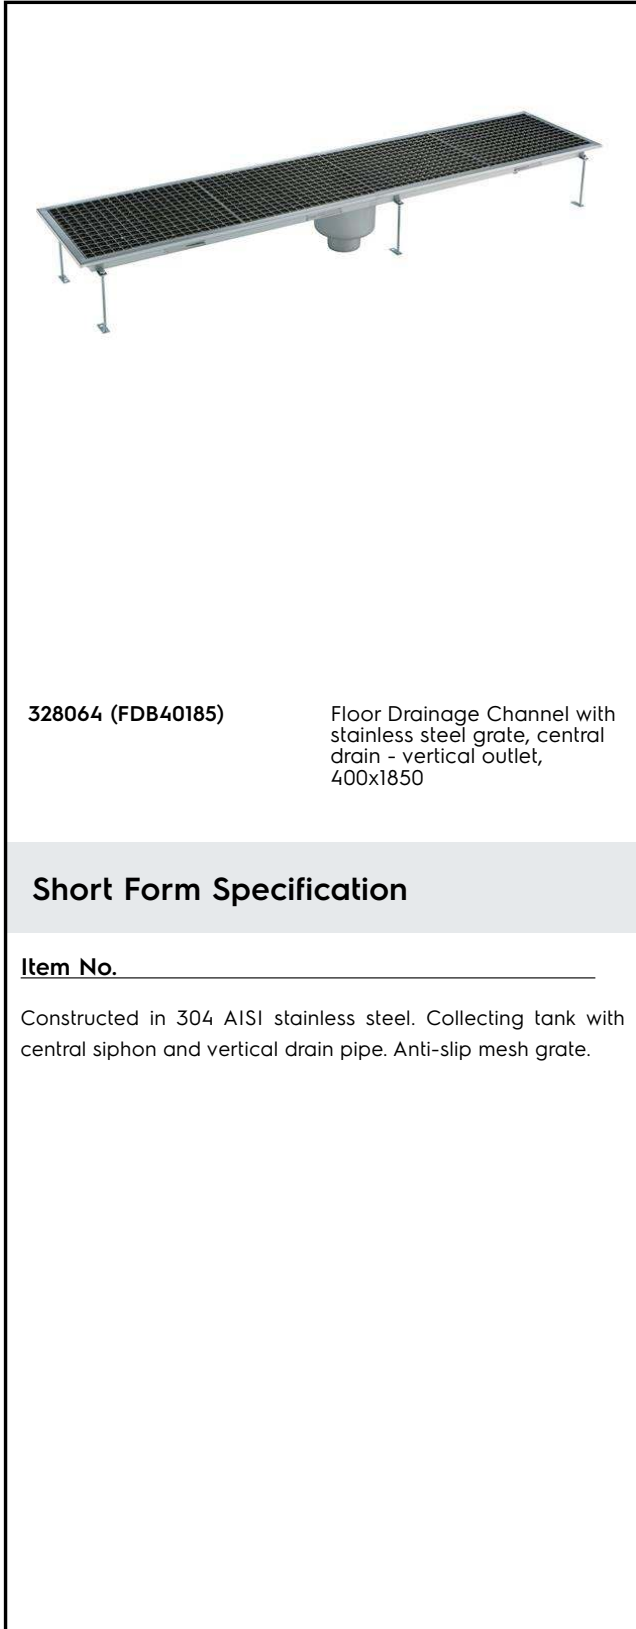 328064 (FDB40185)
Floor Drainage Channel with
stainless steel grate, central
drain - vertical outlet,
400x1850
Short Form Specification
Item No.
Constructed in 304 AISI stainless steel. Collecting tank with
central siphon and vertical drain pipe. Anti-slip mesh grate.